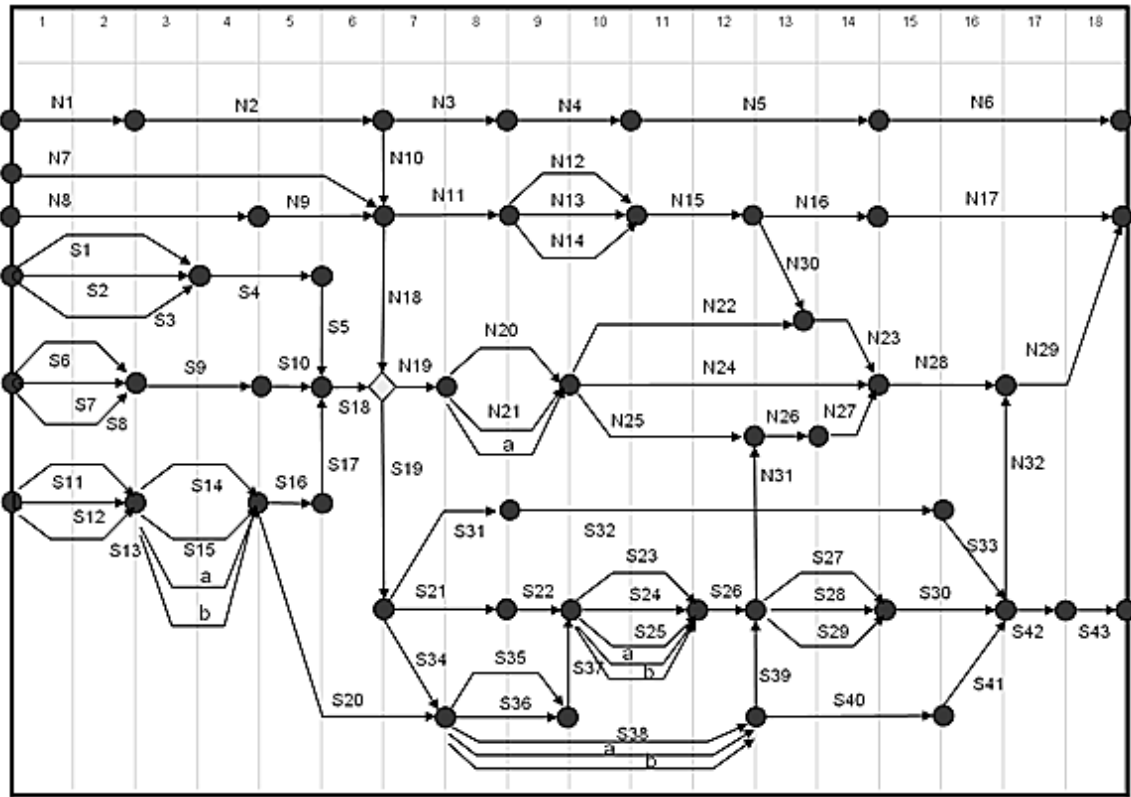 1 2 3 4 5 6 7 8 9 10 11 12 13 14 15 16 17 18
N1 N2 N3 N4 N5 N6
N7 N10 N12
N8 N9 N11 N13 N15 N16 N17
N14
S1
S2 S4 N18 N30
S3 S5 N20 N22 N23 N29
S6 S9 S10 N19 N24 N28
S7 S18
S8 N21 N25 N26 N27
a
S11 S14 S16 S17 S19 N31 N32
S12
S13 S15 S31 S32 S33
a
b
S21 S22 S23 S26 S27
S24 S28 S30
S25 S29 S42 S43
a
b
S34 S35 S37 S39 S41
S20 S36 S40
S38
a
b